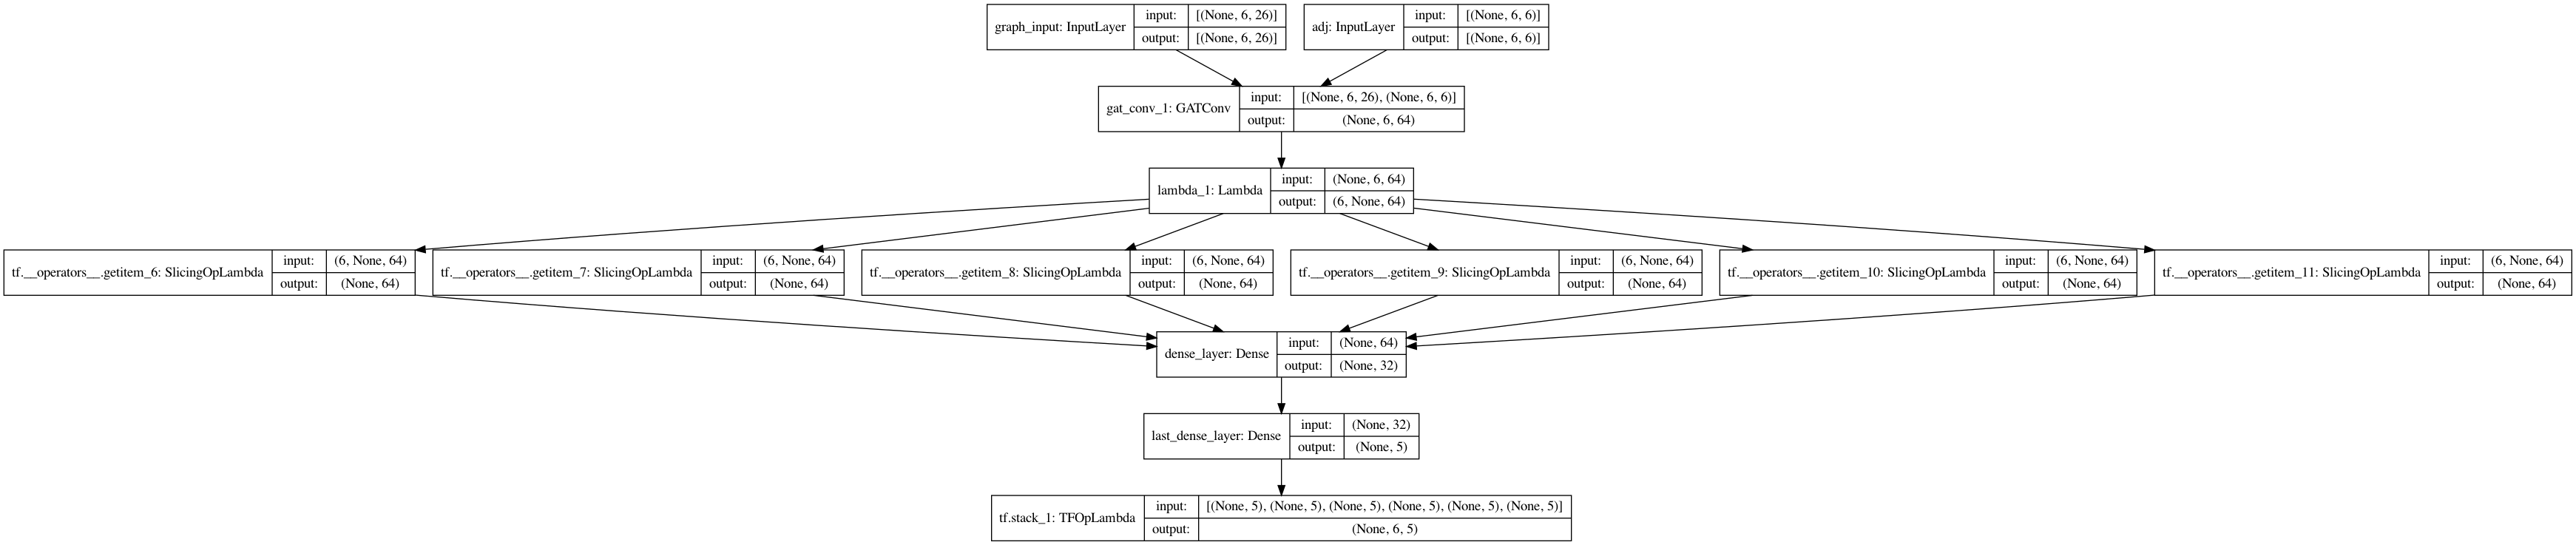 graph_input: InputLayer input: [(None, 6, 26)] output: [(None, 6, 26)]
adj: InputLayer input: [(None, 6, 6)] output: [(None, 6, 6)]
gat_conv_1: GATConv input: [(None, 6, 26), (None, 6, 6)] output: (None, 6, 64)
lambda_1: Lambda input: (None, 6, 64) output: (6, None, 64)
tf.__operators__.getitem_6: SlicingOpLambda input: (6, None, 64) output: (None, 64)
tf.__operators__.getitem_7: SlicingOpLambda input: (6, None, 64) output: (None, 64)
tf.__operators__.getitem_8: SlicingOpLambda input: (6, None, 64) output: (None, 64)
tf.__operators__.getitem_9: SlicingOpLambda input: (6, None, 64) output: (None, 64)
tf.__operators__.getitem_10: SlicingOpLambda input: (6, None, 64) output: (None, 64)
tf.__operators__.getitem_11: SlicingOpLambda input: (6, None, 64) output: (None, 64)
dense_layer: Dense input: (None, 64) output: (None, 32)
last_dense_layer: Dense input: (None, 32) output: (None, 5)
tf.stack_1: TFOpLambda input: [(None, 5), (None, 5), (None, 5), (None, 5), (None, 5), (None, 5)] output: (None, 6, 5)